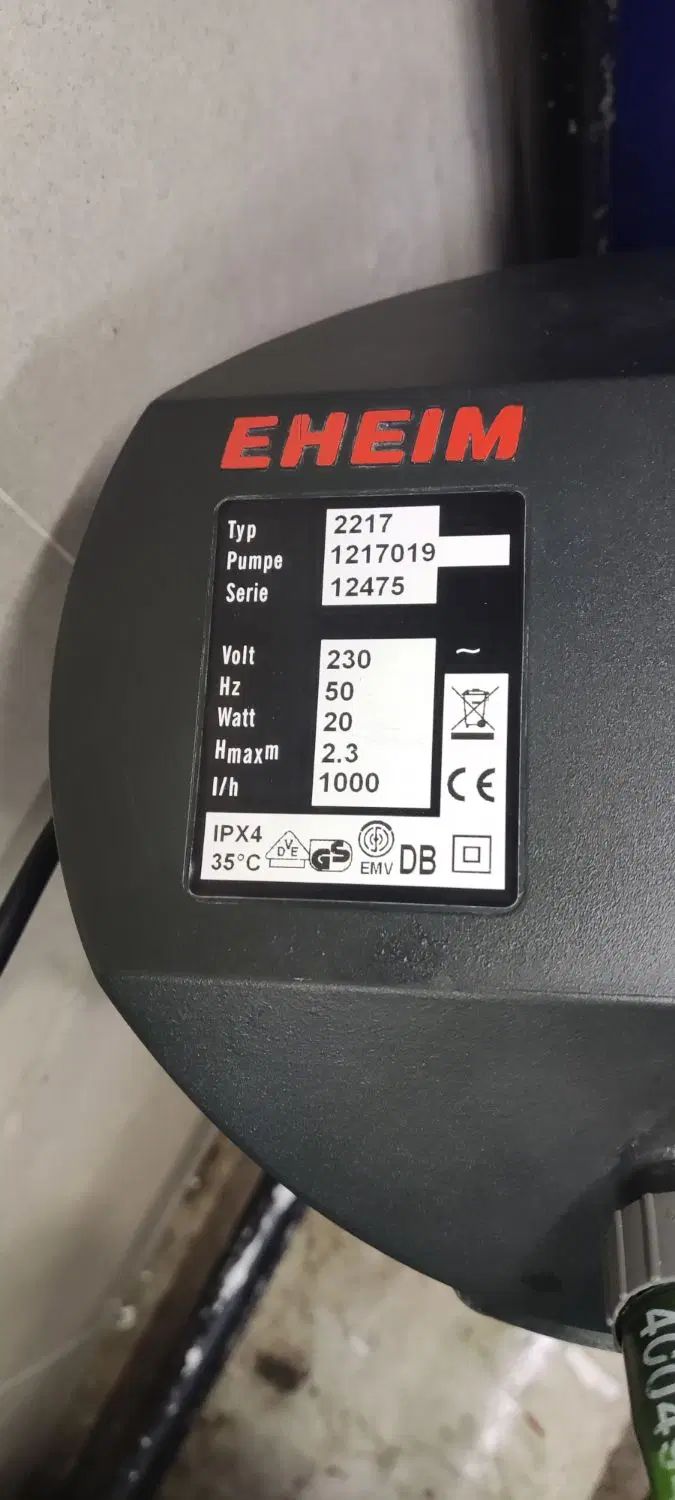 EHEIM
Typ 2217
Pumpe 1217019
Serie 12475
Volt 230 ~
Hz 50
Watt 20
Hmaxm 2.3
l/h 1000
CE
IPX4
35°C
DVE
GS
EMV
DB